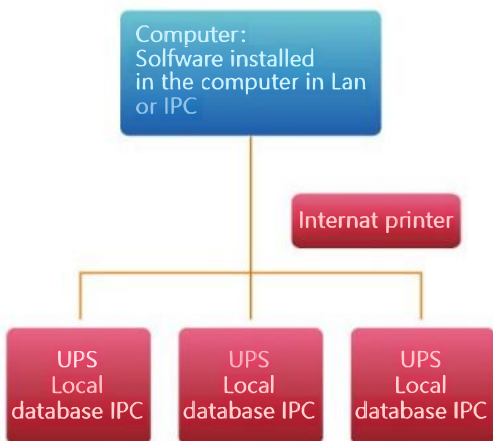 Computer:
Solfware installed
in the computer in Lan
or IPC
Internat printer
UPS
Local
database IPC
UPS
Local
database IPC
UPS
Local
database IPC